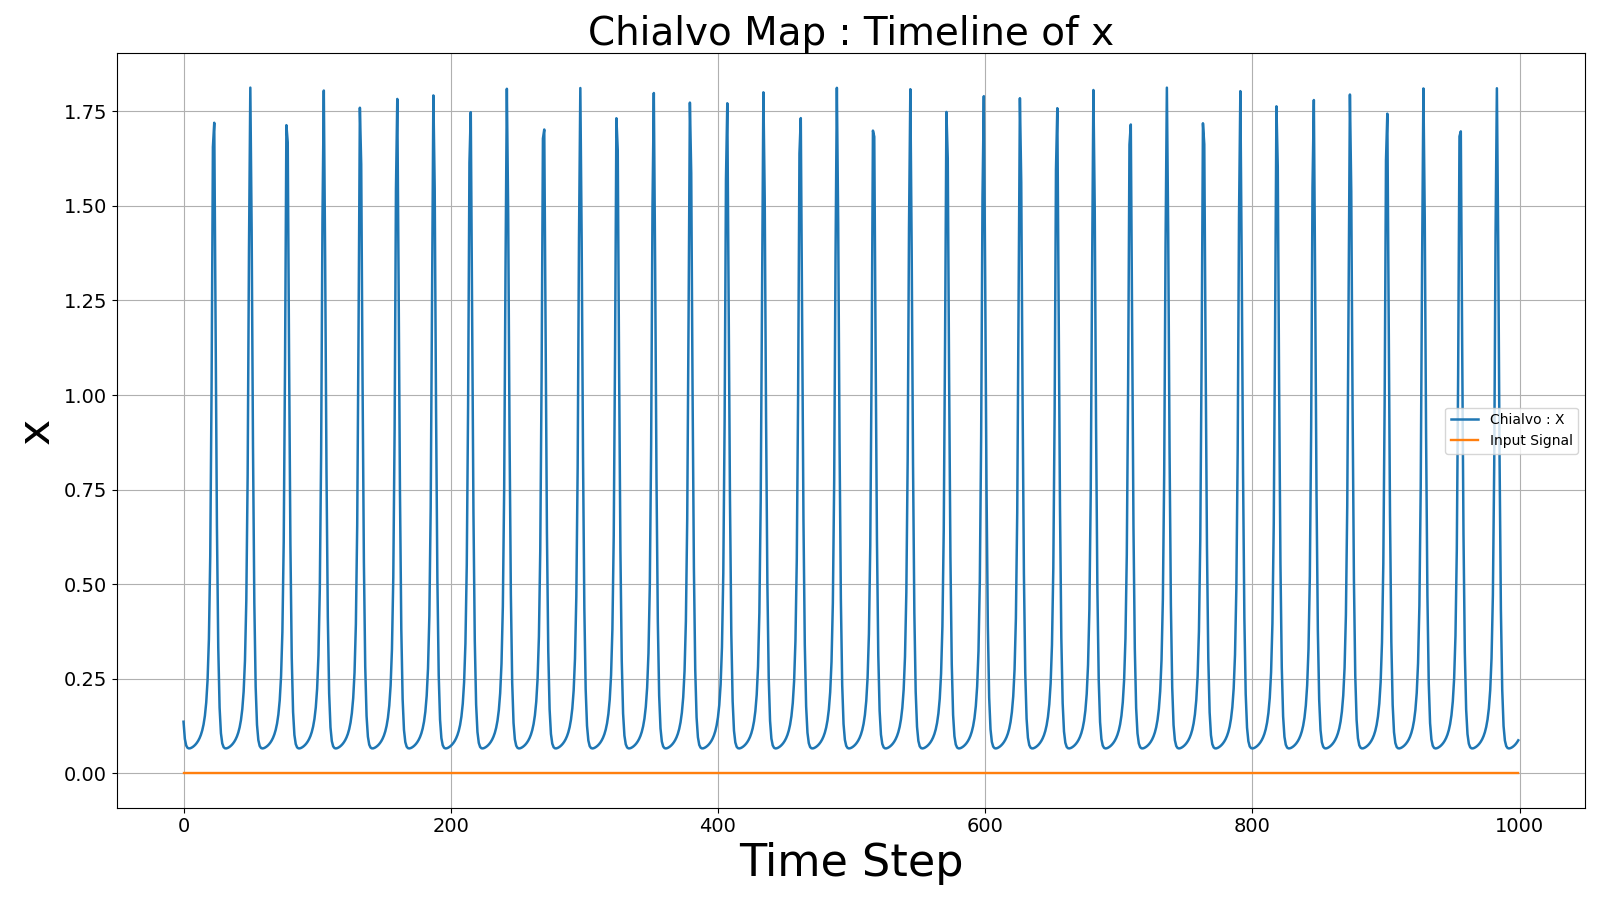 Chialvo Map : Timeline of x
1.75
1.50
1.25
1.00
0.75
0.50
0.25
0.00
x
Chialvo : X
Input Signal
0 200 400 600 800 1000
Time Step